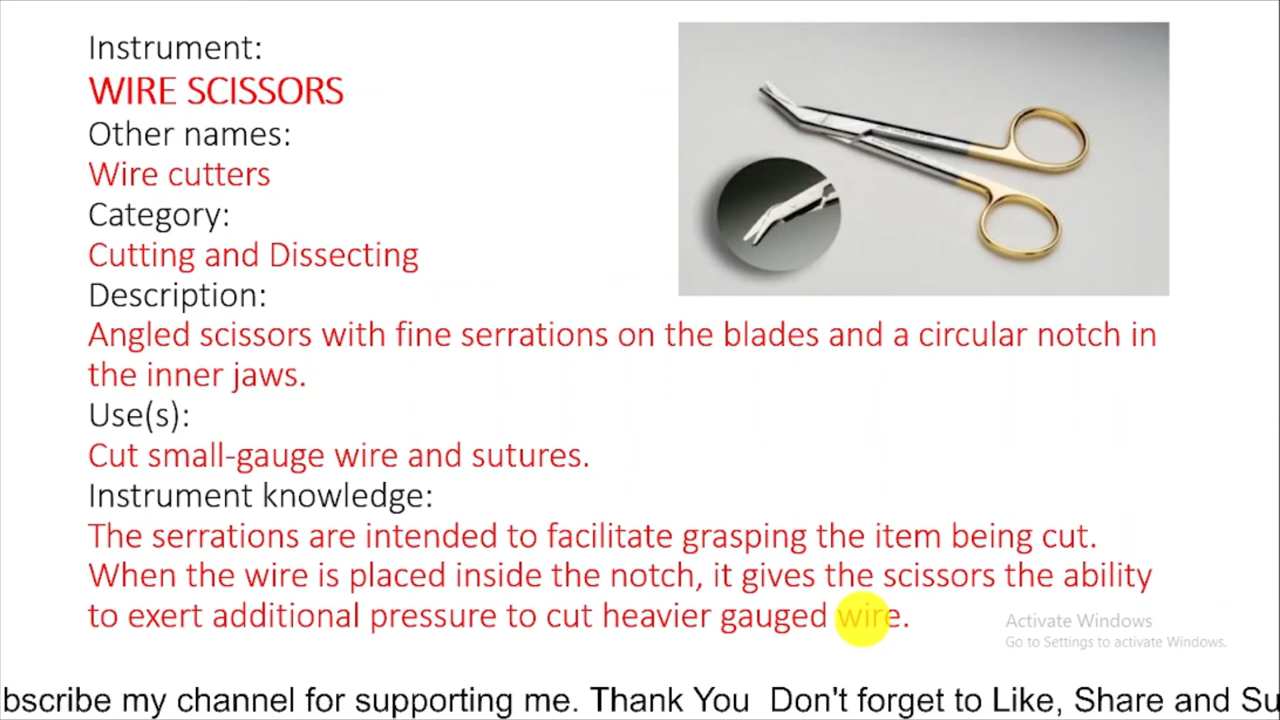 Instrument:
WIRE SCISSORS
Other names:
Wire cutters
Category:
Cutting and Dissecting
Description:
Angled scissors with fine serrations on the blades and a circular notch in
the inner jaws.
Use(s):
Cut small-gauge wire and sutures.
Instrument knowledge:
The serrations are intended to facilitate grasping the item being cut.
When the wire is placed inside the notch, it gives the scissors the ability
to exert additional pressure to cut heavier gauged wire.
Activate Windows
Go to Settings to activate Windows.
bscribe my channel for supporting me. Thank You Don't forget to Like, Share and Su